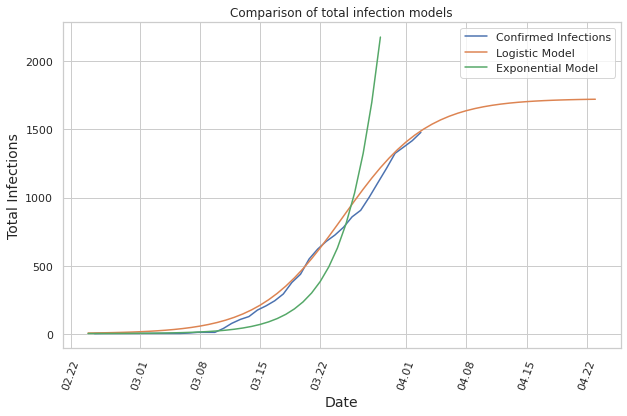 Comparison of total infection models
Confirmed Infections
Logistic Model
Exponential Model
Total Infections
2000
1500
1000
500
0
02.22
03.01
03.08
03.15
03.22
04.01
04.08
04.15
04.22
Date